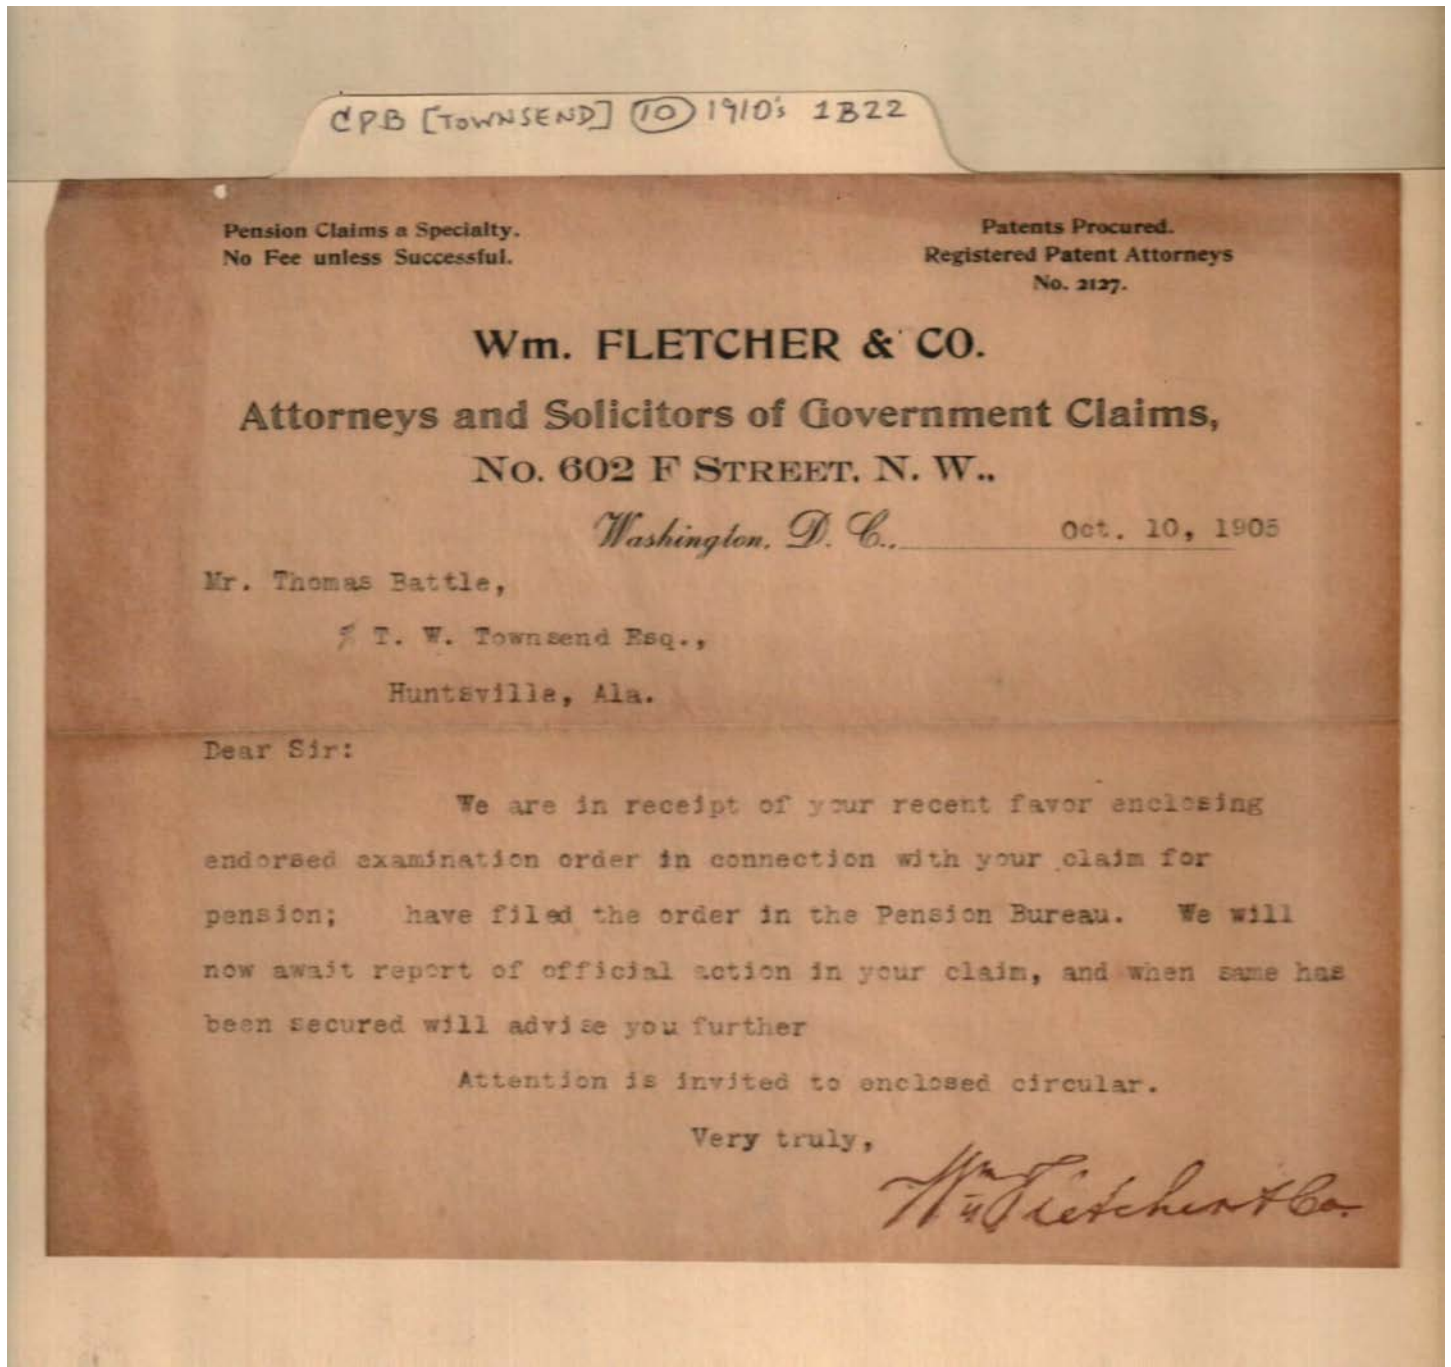 CPB [TOWNSEND] 10 1910's 1B22
Pension Claims a Specialty.
No Fee unless Successful.
Patents Procured.
Registered Patent Attorneys
No. 2127.
Wm. FLETCHER & CO.
Attorneys and Solicitors of Government Claims,
No. 602 F STREET. N. W..
Washington, D. C., Oct. 10, 1905
Mr. Thomas Battle,
% T. W. Townsend Esq.,
Huntsville, Ala.
Dear Sir:
We are in receipt of your recent favor enclosing
endorsed examination order in connection with your claim for
pension; have filed the order in the Pension Bureau. We will
now await report of official action in your claim, and when same has
been secured will advise you further
Attention is invited to enclosed circular.
Very truly,
Wm Fletcher & Co.